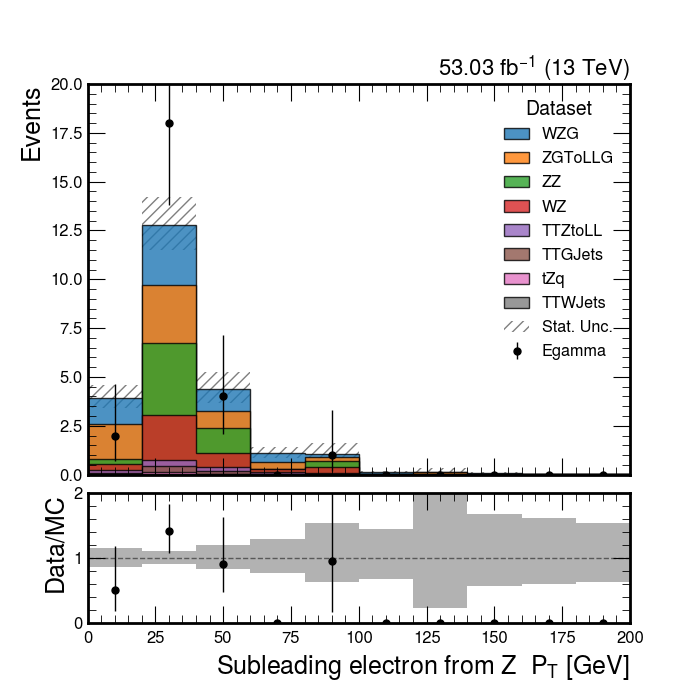 53.03 fb⁻¹ (13 TeV)
Events
20.0
17.5
15.0
12.5
10.0
7.5
5.0
2.5
0.0
Dataset
WZG
ZGToLLG
ZZ
WZ
TTZtoLL
TTGJets
tZq
TTWJets
Stat. Unc.
Egamma
Data/MC
2
1
0
0 25 50 75 100 125 150 175 200
Subleading electron from Z P_T [GeV]